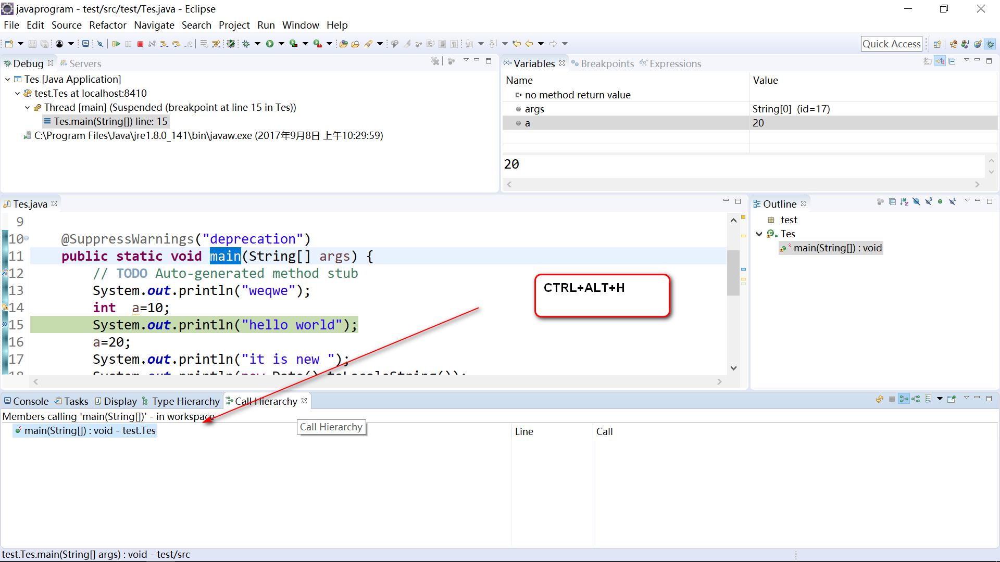 javaprogram - test/src/test/Tes.java - Eclipse
File Edit Source Refactor Navigate Search Project Run Window Help
Quick Access
Debug Servers
Tes [Java Application]
test.Tes at localhost:8410
Thread [main] (Suspended (breakpoint at line 15 in Tes))
Tes.main(String[]) line: 15
C:\Program Files\Java\jre1.8.0_141\bin\javaw.exe (2017年9月8日 上午10:29:59)
(x)= Variables Breakpoints Expressions
Name Value
no method return value
args String[0] (id=17)
a 20
20
Tes.java
9
10 @SuppressWarnings("deprecation")
11 public static void main(String[] args) {
12 // TODO Auto-generated method stub
13 System.out.println("weqwe");
14 int a=10;
15 System.out.println("hello world");
16 a=20;
17 System.out.println("it is new ");
18 System.out.println(new Date().toLocaleString());
CTRL+ALT+H
Outline
test
Tes
main(String[]) : void
Console Tasks Display Type Hierarchy Call Hierarchy
Members calling 'main(String[])' - in workspace
main(String[]) : void - test.Tes
Call Hierarchy
Line Call
test.Tes.main(String[] args) : void - test/src